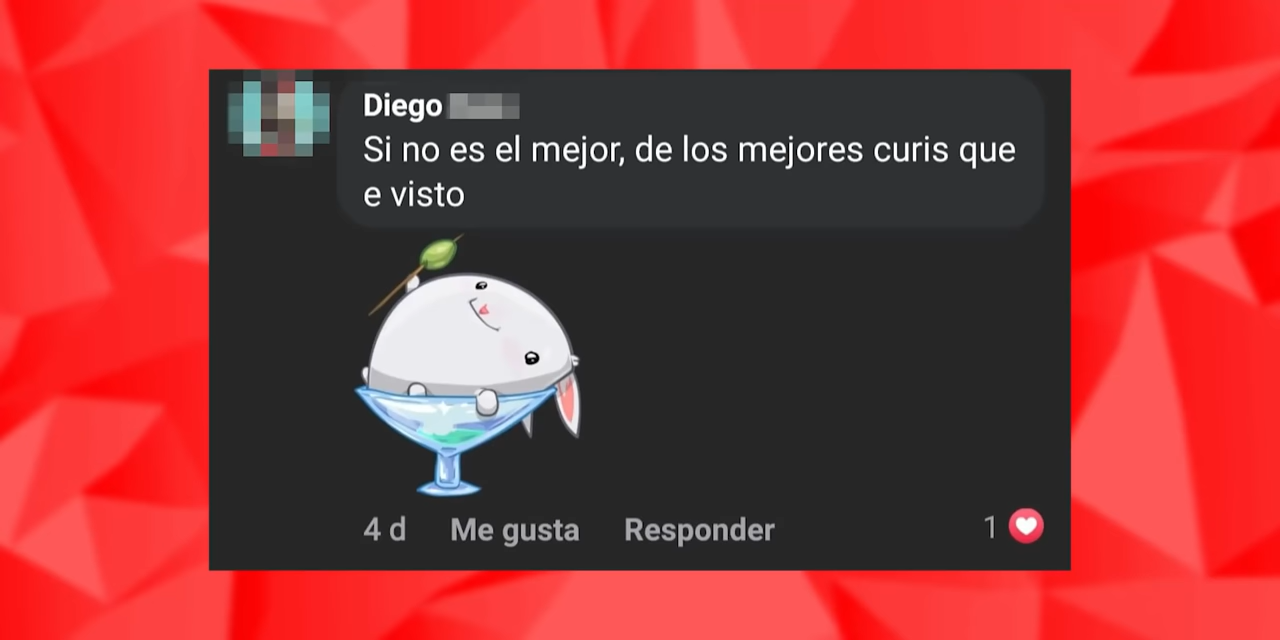 Diego
Si no es el mejor, de los mejores curis que
e visto
4 d Me gusta Responder 1